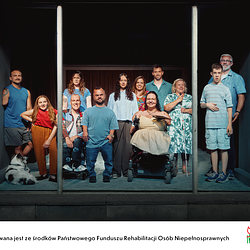 wana jest ze środków Państwowego Funduszu Rehabilitacji Osób Niepełnosprawnych